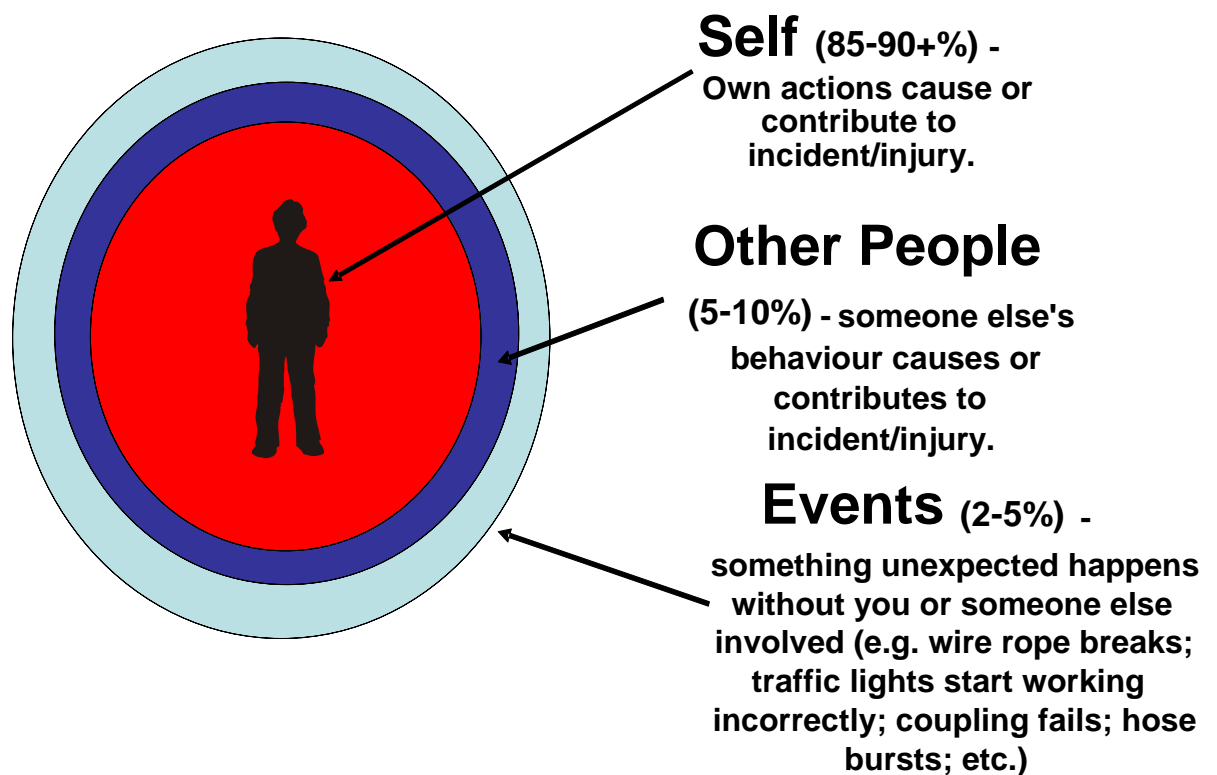 Self (85-90+%) -
Own actions cause or
contribute to
incident/injury.
Other People
(5-10%) - someone else's
behaviour causes or
contributes to
incident/injury.
Events (2-5%) -
something unexpected happens
without you or someone else
involved (e.g. wire rope breaks;
traffic lights start working
incorrectly; coupling fails; hose
bursts; etc.)